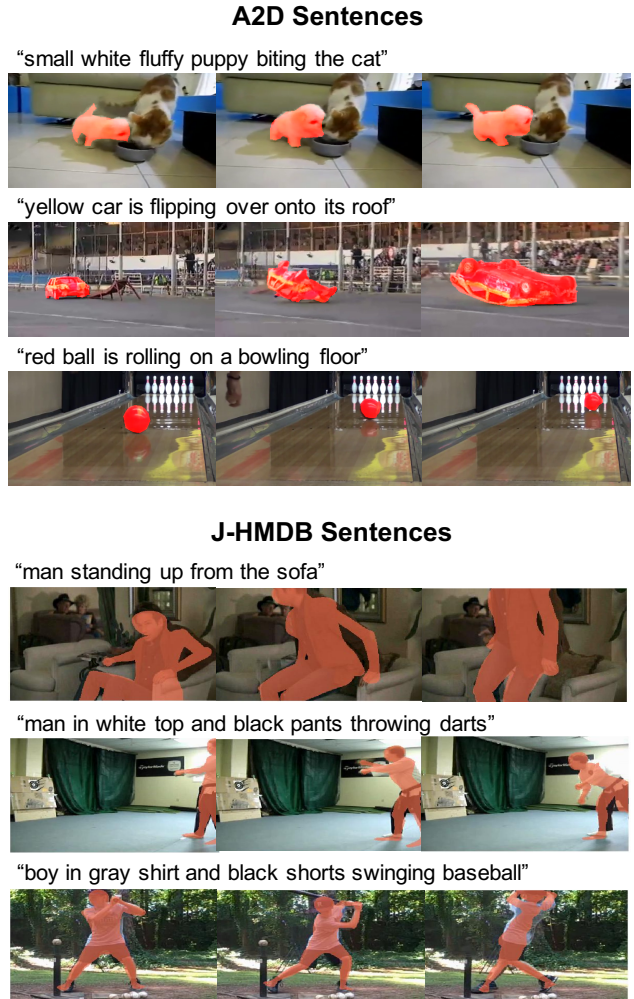 A2D Sentences
“small white fluffy puppy biting the cat”
“yellow car is flipping over onto its roof”
“red ball is rolling on a bowling floor”
J-HMDB Sentences
“man standing up from the sofa”
“man in white top and black pants throwing darts”
“boy in gray shirt and black shorts swinging baseball”